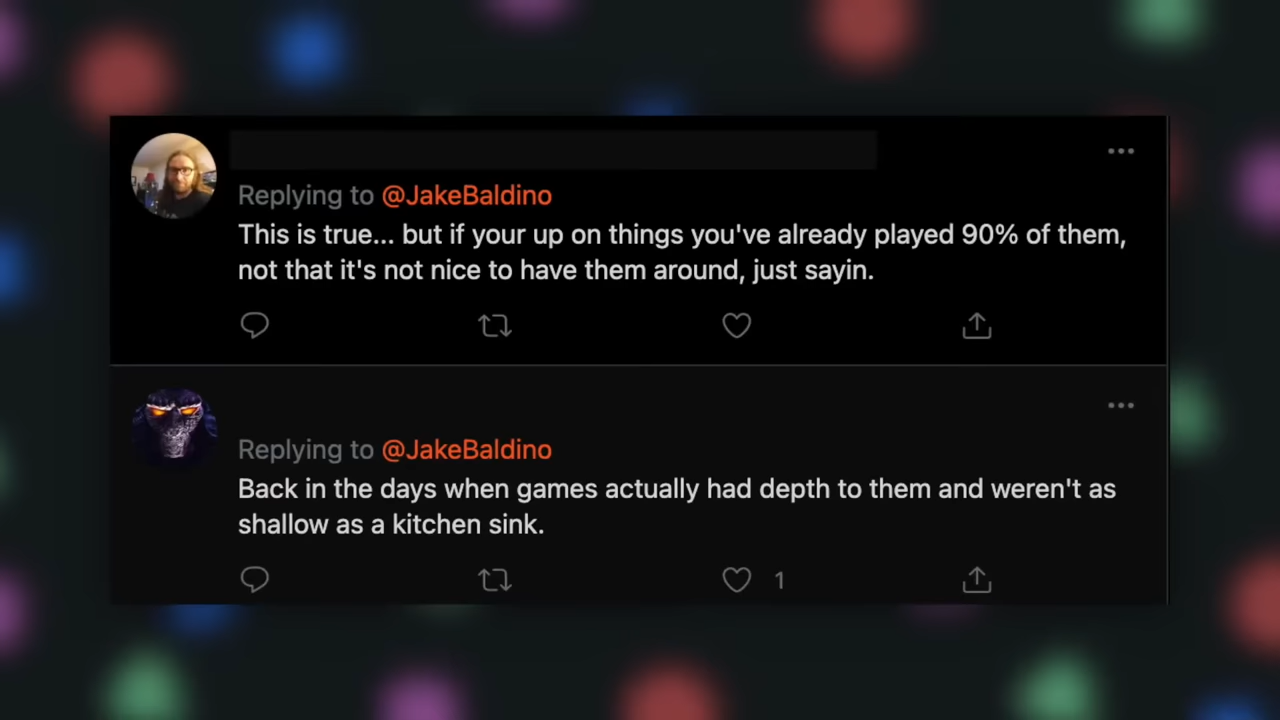 Replying to @JakeBaldino
This is true... but if your up on things you've already played 90% of them,
not that it's not nice to have them around, just sayin.
Replying to @JakeBaldino
Back in the days when games actually had depth to them and weren't as
shallow as a kitchen sink.
1